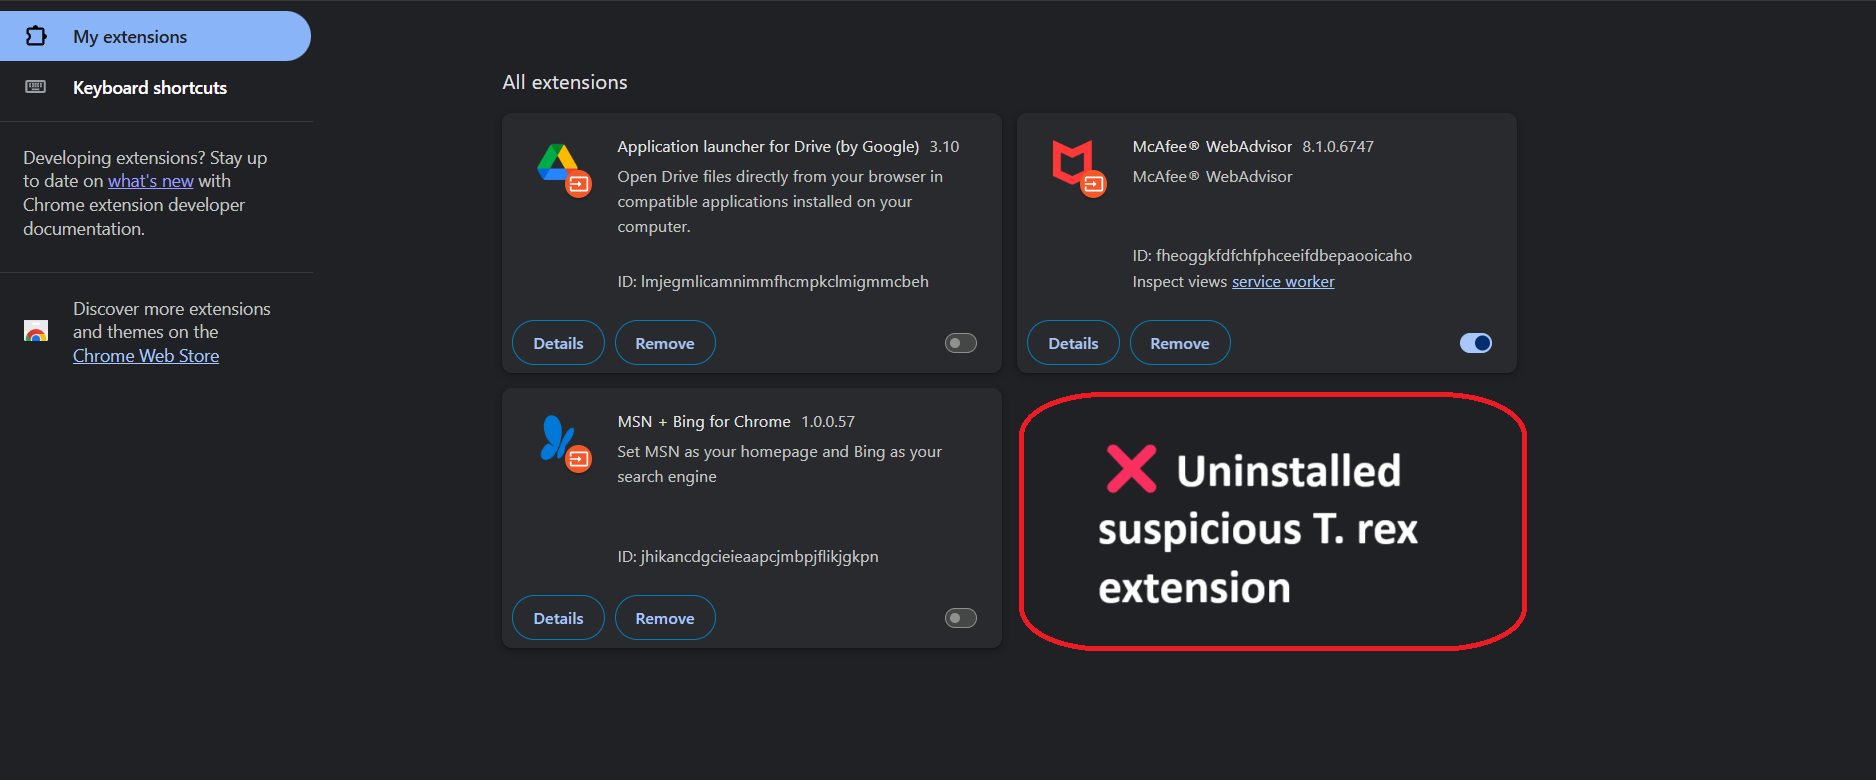 My extensions
Keyboard shortcuts
Developing extensions? Stay up
to date on what's new with
Chrome extension developer
documentation.
Discover more extensions
and themes on the
Chrome Web Store
All extensions
Application launcher for Drive (by Google) 3.10
Open Drive files directly from your browser in
compatible applications installed on your
computer.
ID: lmjegmlicamnimmfhcmpkclmigmmcbeh
Details Remove
McAfee® WebAdvisor 8.1.0.6747
McAfee® WebAdvisor
ID: fheoggkfdfchfphceeifdbepaooicaho
Inspect views service worker
Details Remove
MSN + Bing for Chrome 1.0.0.57
Set MSN as your homepage and Bing as your
search engine
ID: jhikancdgcieieaapcjmbpjflikjgkpn
Details Remove
❌ Uninstalled
suspicious T. rex
extension